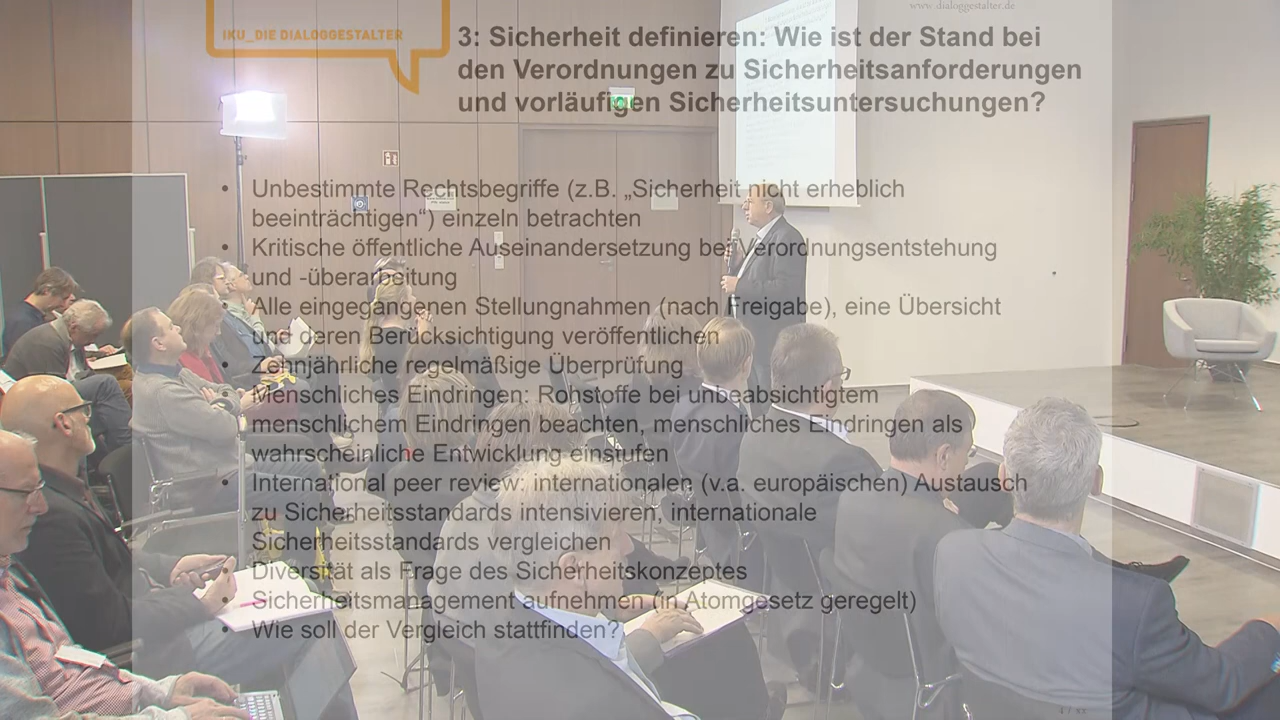 www.dialoggestalter.de
IKU_DIE DIALOGGESTALTER
3: Sicherheit definieren: Wie ist der Stand bei
den Verordnungen zu Sicherheitsanforderungen
und vorläufigen Sicherheitsuntersuchungen?
• Unbestimmte Rechtsbegriffe (z.B. „Sicherheit nicht erheblich
beeinträchtigen“) einzeln betrachten
• Kritische öffentliche Auseinandersetzung bei Verordnungsentstehung
und -überarbeitung
• Alle eingegangenen Stellungnahmen (nach Freigabe), eine Übersicht
und deren Berücksichtigung veröffentlichen
• Zehnjährliche regelmäßige Überprüfung
• Menschliches Eindringen: Rohstoffe bei unbeabsichtigtem
menschlichem Eindringen beachten, menschliches Eindringen als
wahrscheinliche Entwicklung einstufen
• International peer review: internationalen (v.a. europäischen) Austausch
zu Sicherheitsstandards intensivieren, internationale
Sicherheitsstandards vergleichen
• Diversität als Frage des Sicherheitskonzeptes
• Sicherheitsmanagement aufnehmen (in Atomgesetz geregelt)
• Wie soll der Vergleich stattfinden?